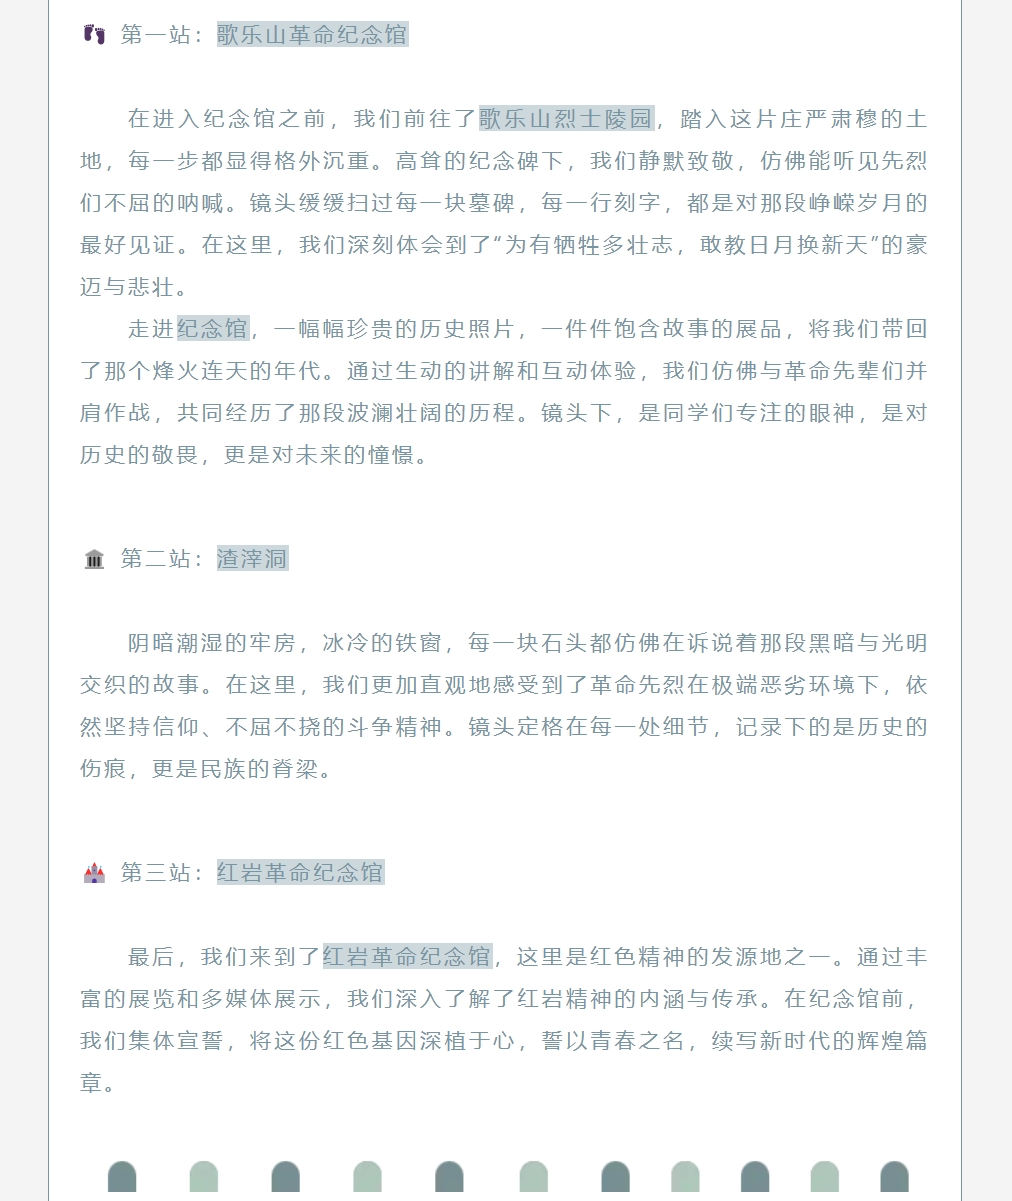 第一站：歌乐山革命纪念馆
在进入纪念馆之前，我们前往了歌乐山烈士陵园，踏入这片庄严肃穆的土
地，每一步都显得格外沉重。高耸的纪念碑下，我们静默致敬，仿佛能听见先烈
们不屈的呐喊。镜头缓缓扫过每一块墓碑，每一行刻字，都是对那段峥嵘岁月的
最好见证。在这里，我们深刻体会到了“为有牺牲多壮志，敢教日月换新天”的豪
迈与悲壮。
走进纪念馆，一幅幅珍贵的历史照片，一件件饱含故事的展品，将我们带回
了那个烽火连天的年代。通过生动的讲解和互动体验，我们仿佛与革命先辈们并
肩作战，共同经历了那段波澜壮阔的历程。镜头下，是同学们专注的眼神，是对
历史的敬畏，更是对未来的憧憬。
第二站：渣滓洞
阴暗潮湿的牢房，冰冷的铁窗，每一块石头都仿佛在诉说着那段黑暗与光明
交织的故事。在这里，我们更加直观地感受到了革命先烈在极端恶劣环境下，依
然坚持信仰、不屈不挠的斗争精神。镜头定格在每一处细节，记录下的是历史的
伤痕，更是民族的脊梁。
第三站：红岩革命纪念馆
最后，我们来到了红岩革命纪念馆，这里是红色精神的发源地之一。通过丰
富的展览和多媒体展示，我们深入了解了红岩精神的内涵与传承。在纪念馆前，
我们集体宣誓，将这份红色基因深植于心，誓以青春之名，续写新时代的辉煌篇
章。